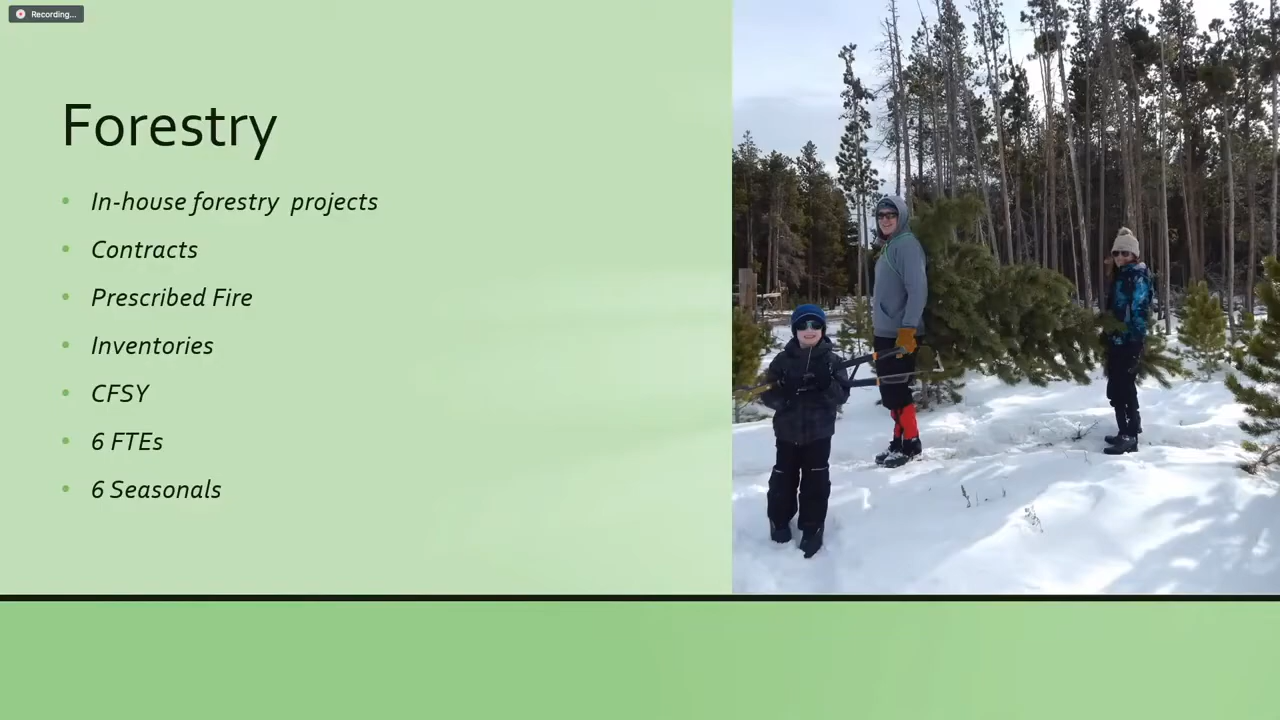 Recording...
Forestry
• In-house forestry projects
• Contracts
• Prescribed Fire
• Inventories
• CFSY
• 6 FTEs
• 6 Seasonals